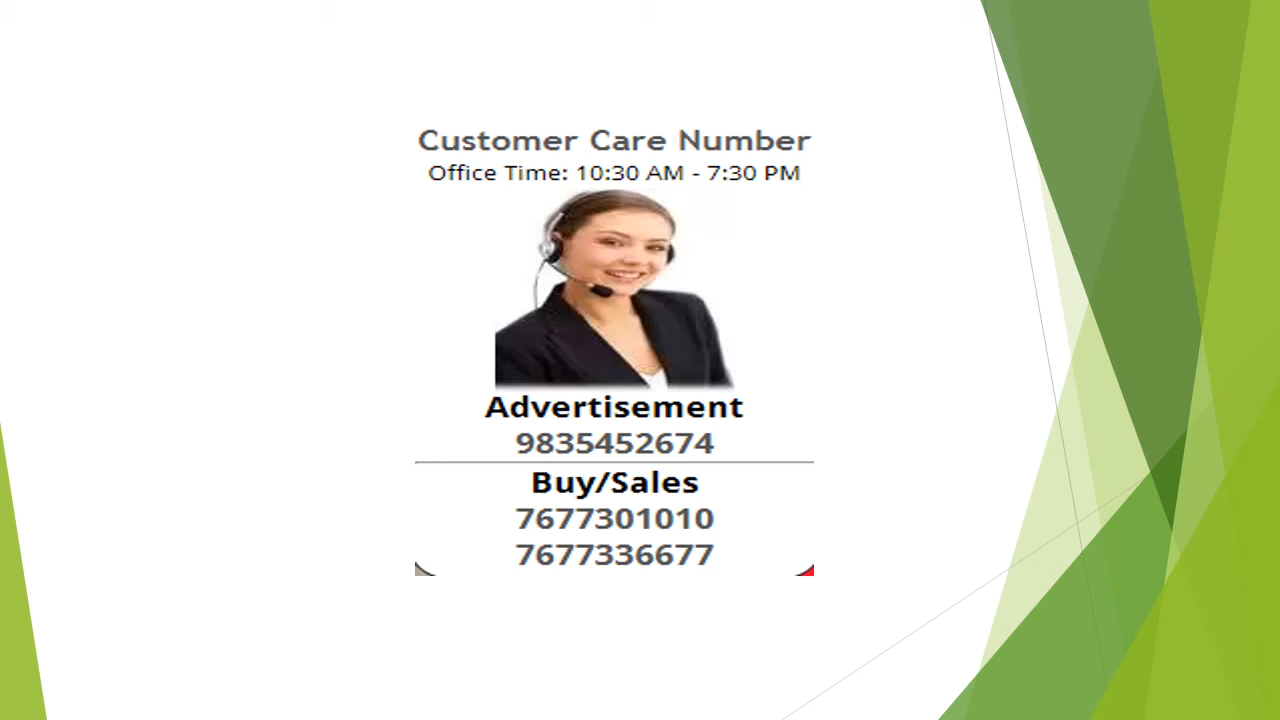 Customer Care Number
Office Time: 10:30 AM - 7:30 PM
Advertisement
9835452674
Buy/Sales
7677301010
7677336677